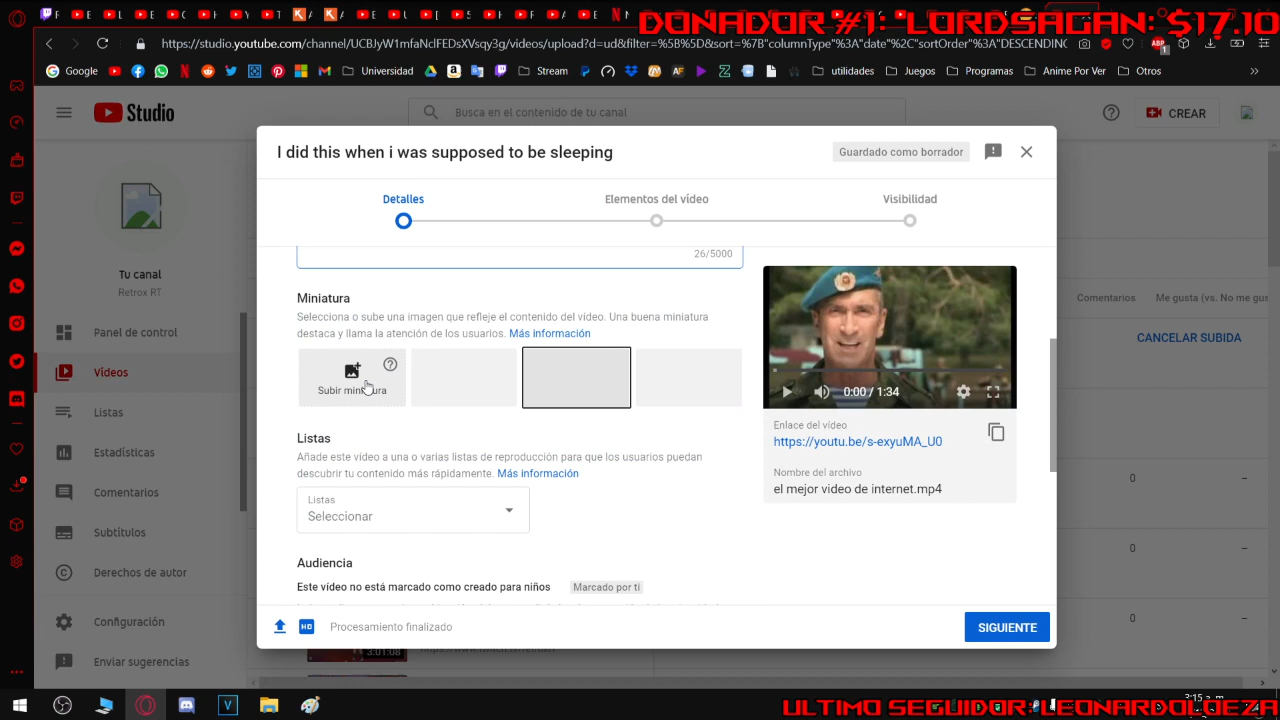 DONADOR #1: LORDSAGAN: $17.10
https://studio.youtube.com/channel/UCBJyW1mfaNclFEDsXVsqy3g/videos/upload?d=ud&filter=%5B%5D&sort=%7B"columnType"%3A"date"%2C"sortOrder"%3A"DESCENDING
Google
Universidad
Stream
utilidades
Juegos
Programas
Anime Por Ver
Otros
Studio
Busca en el contenido de tu canal
CREAR
I did this when i was supposed to be sleeping
Guardado como borrador
Detalles
Elementos del vídeo
Visibilidad
Tu canal
Retrox RT
Panel de control
Vídeos
Listas
Estadísticas
Comentarios
Subtítulos
Derechos de autor
Configuración
Enviar sugerencias
26/5000
Miniatura
Selecciona o sube una imagen que refleje el contenido del vídeo. Una buena miniatura
destaca y llama la atención de los usuarios. Más información
Subir miniatura
Listas
Añade este vídeo a una o varias listas de reproducción para que los usuarios puedan
descubrir tu contenido más rápidamente. Más información
Listas
Seleccionar
Audiencia
Este vídeo no está marcado como creado para niños
Marcado por ti
0:00 / 1:34
Enlace del vídeo
https://youtu.be/s-exyuMA_U0
Nombre del archivo
el mejor video de internet.mp4
Comentarios
Me gusta (vs. No me gus
CANCELAR SUBIDA
0
–
0
–
0
–
HD
Procesamiento finalizado
SIGUIENTE
3:01:08
3:15 a. m.
ULTIMO SEGUIDOR: LEONARDOLOEZA